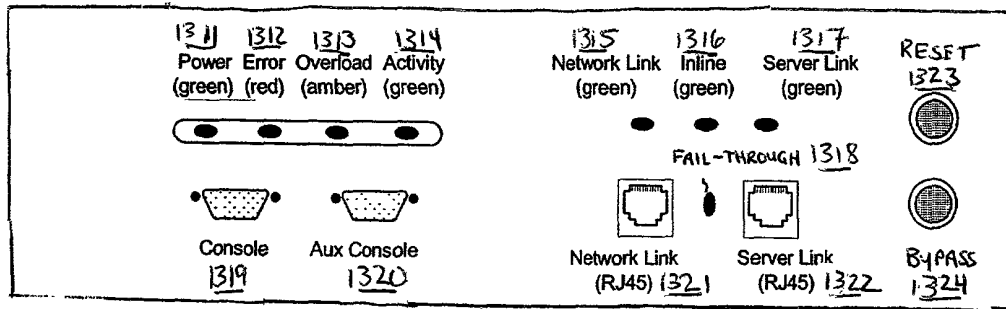 1311 1312 1313 1314 1315 1316 1317
Power Error Overload Activity Network Link Inline Server Link RESET
(green) (red) (amber) (green) (green) (green) (green) 1323
FAIL-THROUGH 1318
Console Aux Console Network Link Server Link BYPASS
1319 1320 (RJ45) 1321 (RJ45) 1322 1324